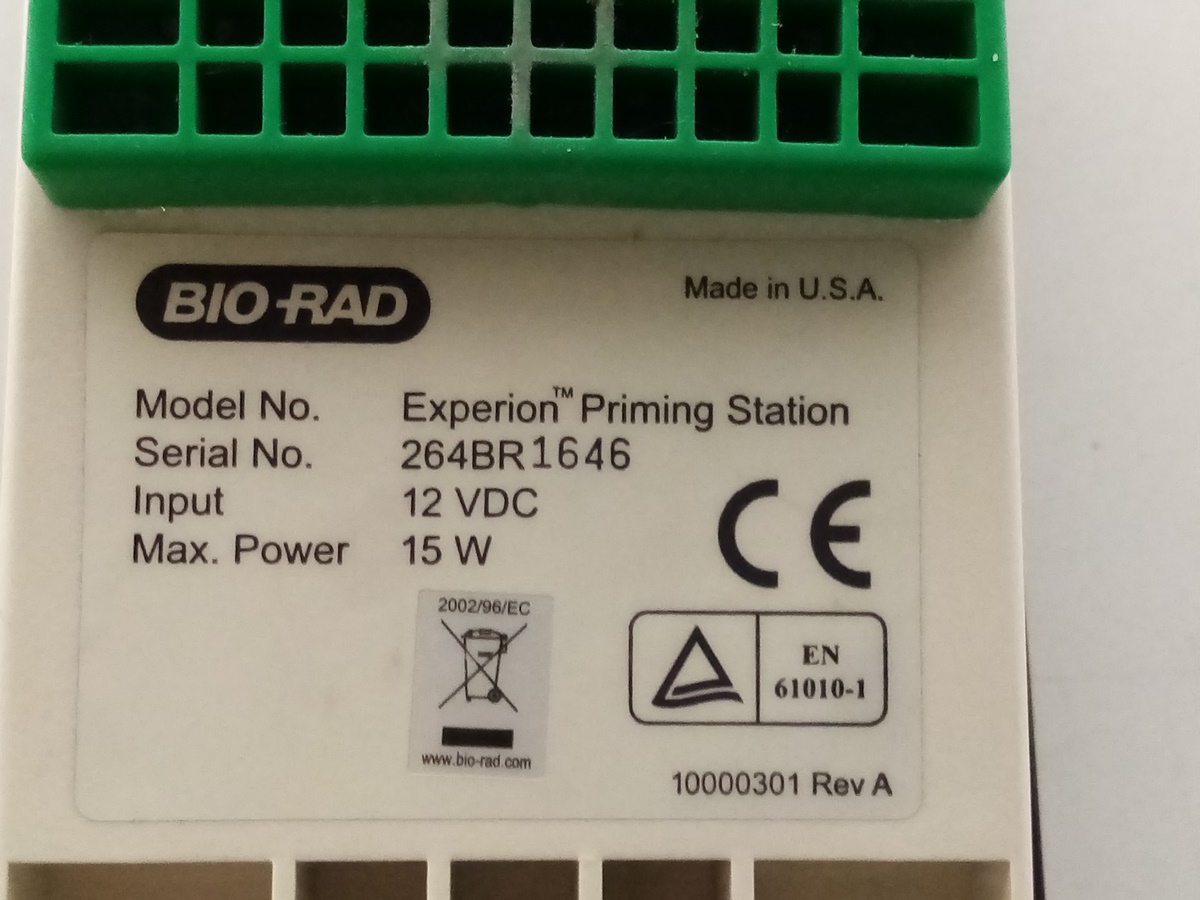 BIO-RAD
Made in U.S.A.
Model No. Experion™ Priming Station
Serial No. 264BR1646
Input 12 VDC
Max. Power 15 W
2002/96/EC
www.bio-rad.com
EN
61010-1
10000301 Rev A